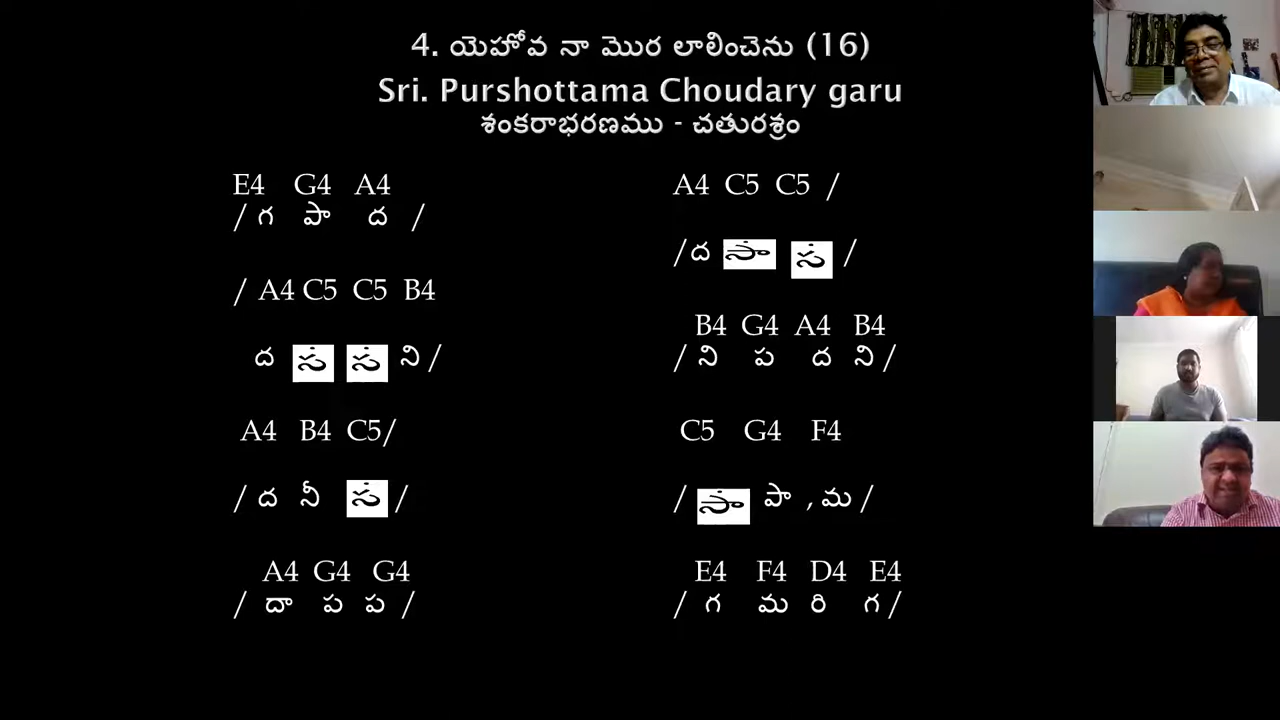 4. యెహోవ నా మొర లాలించెను (16)
Sri. Purshottama Choudary garu
శంకరాభరణము - చతురశ్రం
E4 G4 A4
/ గ పా ద /
/ A4 C5 C5 B4
ద స̇ స̇ ని /
A4 B4 C5/
/ ద నీ స̇ /
A4 G4 G4
/ దా ప ప /
A4 C5 C5 /
/ద సా̇ స̇ /
B4 G4 A4 B4
/ ని ప ద ని /
C5 G4 F4
/ సా̇ పా , మ /
E4 F4 D4 E4
/ గ మ రి గ /